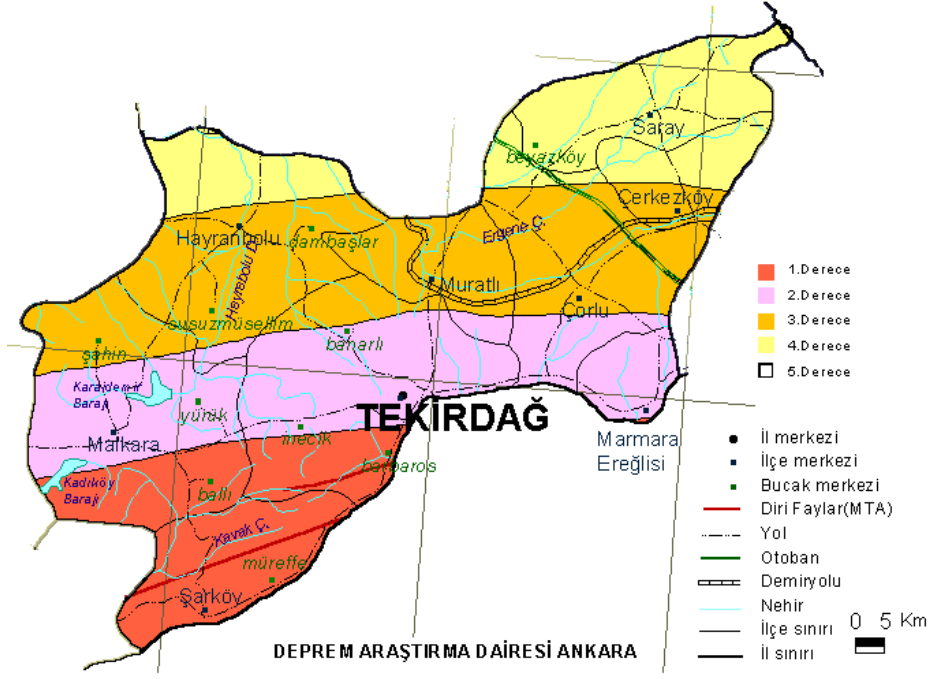 Saray
beyazköy
Çerkezköy
Hayrabolu
dambaşlar
Ergene Ç.
Hayrebolu D.
Muratlı
Çorlu
susuzmüsellim
banarlı
şahin
Karaidemir
Barajı
yürük
TEKİRDAĞ
inecik
Malkara
Marmara
Ereğlisi
barbaros
Kadıköy
Barajı
ballı
Kavak Ç.
müreffe
Şarköy
DEPREM ARAŞTIRMA DAİRESİ ANKARA
1.Derece
2.Derece
3.Derece
4.Derece
5.Derece
İl merkezi
İlçe merkezi
Bucak merkezi
Diri Faylar(MTA)
Yol
Otoban
Demiryolu
Nehir
İlçe sınırı
İl sınırı
0 5 Km